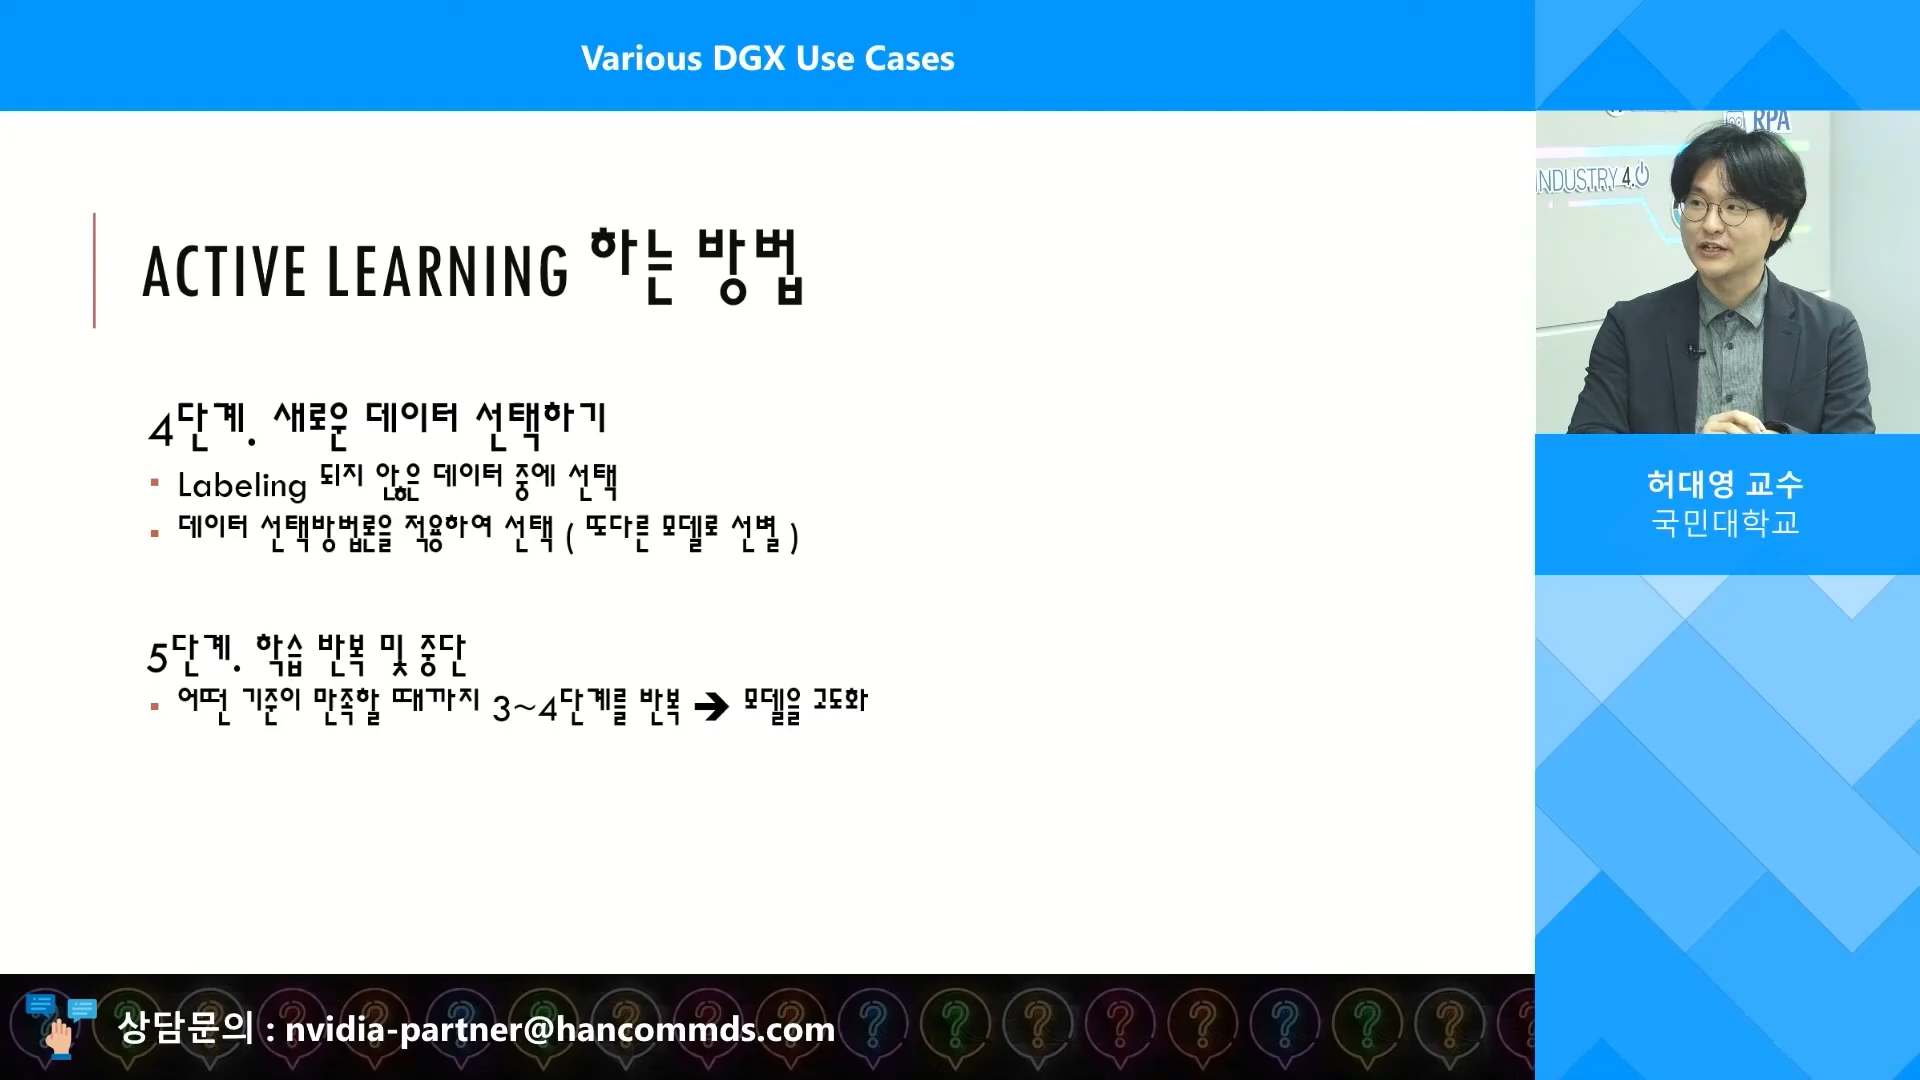 Various DGX Use Cases
RPA
INDUSTRY 4.0
ACTIVE LEARNING 하는 방법
4단계. 새로운 데이터 선택하기
▪ Labeling 되지 않은 데이터 중에 선택
▪ 데이터 선택방법론을 적용하여 선택 ( 또다른 모델로 선별 )
5단계. 학습 반복 및 중단
▪ 어떤 기준이 만족할 때까지 3~4단계를 반복 ➔ 모델을 고도화
허대영 교수
국민대학교
상담문의 : nvidia-partner@hancommds.com